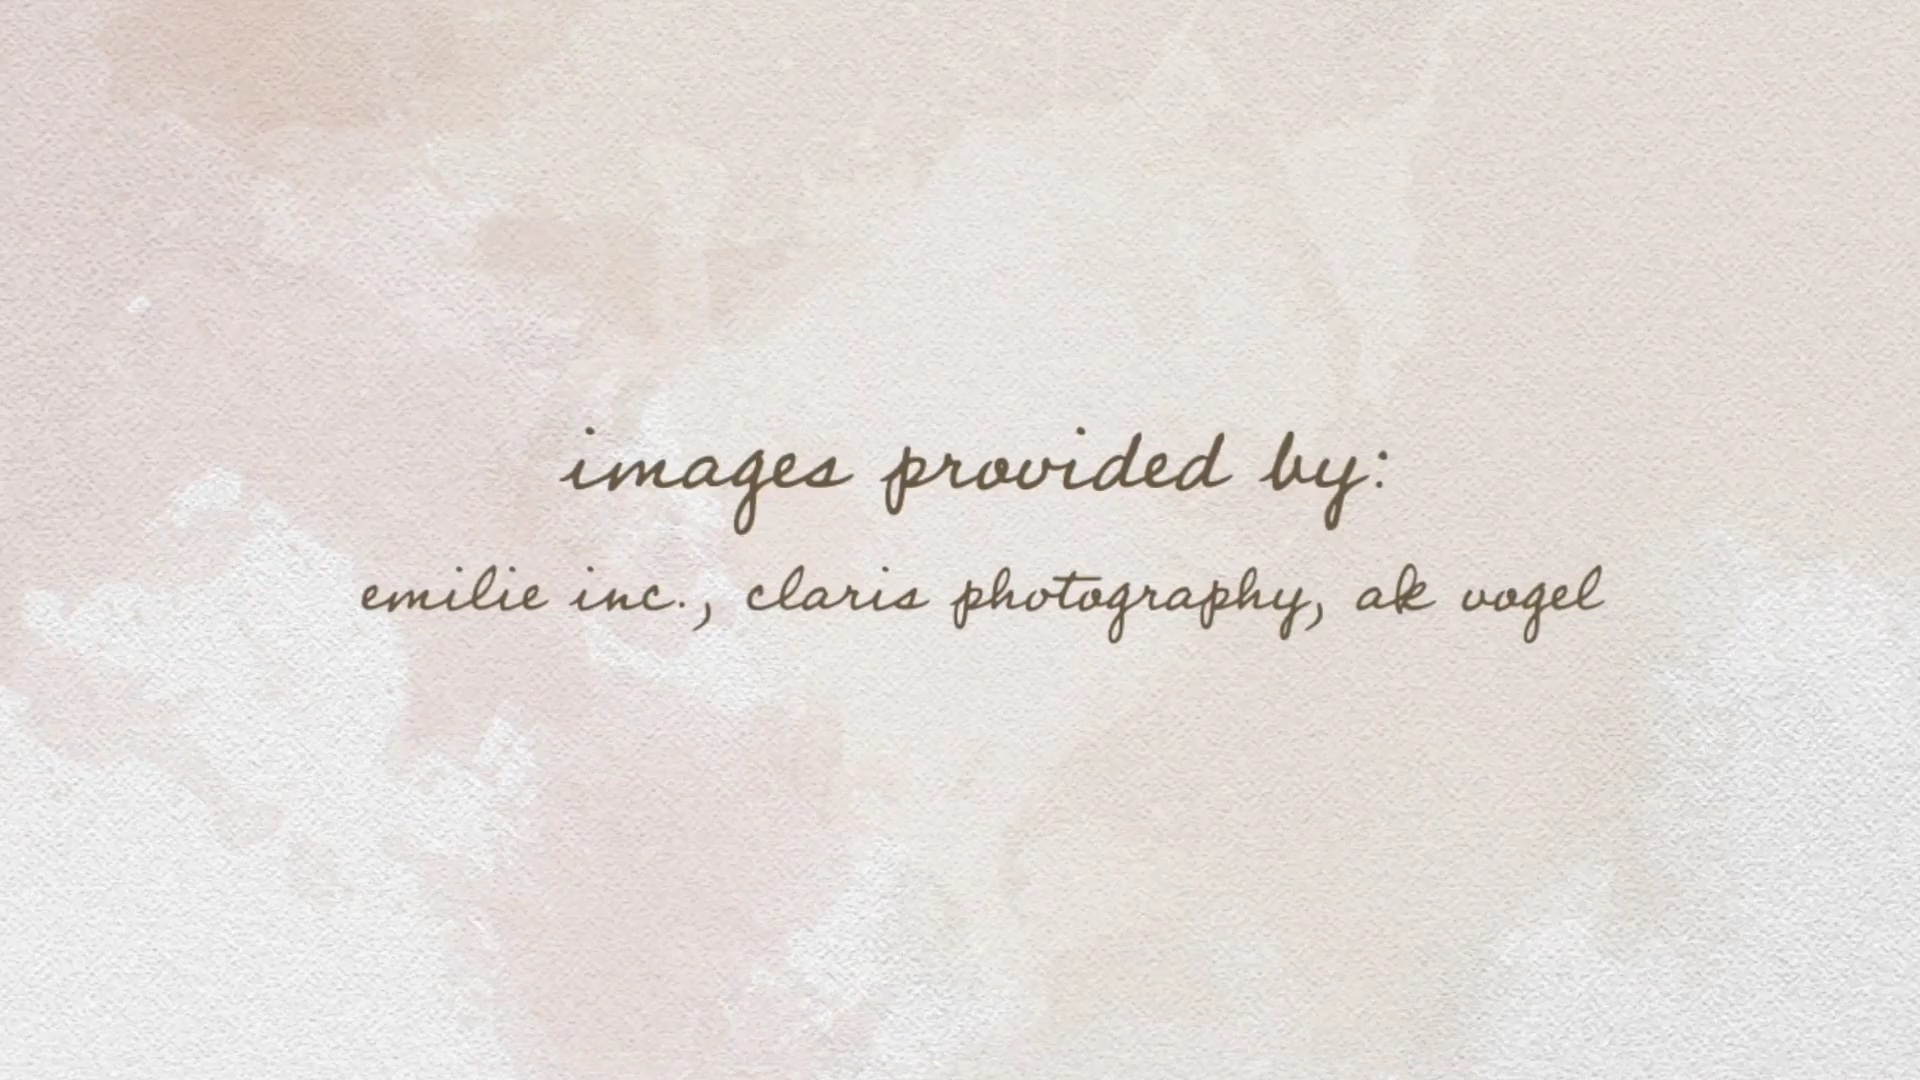 images provided by:
emilie inc., claris photography, ak vogel